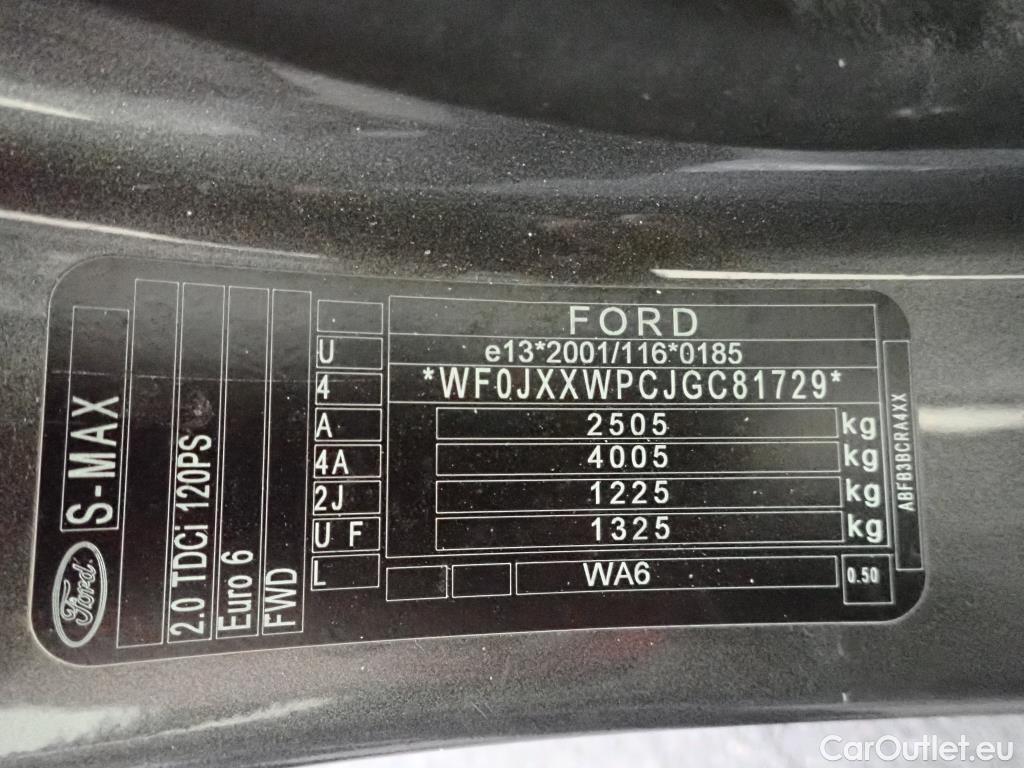 Ford
S-MAX
2.0 TDCi 120PS
Euro 6
FWD
U
4
A
4A
2J
U F
L
FORD
e13*2001/116*0185
*WF0JXXWPCJGC81729*
2505 kg
4005 kg
1225 kg
1325 kg
WA6 0.50
ABFB3BCRA4XX
CarOutlet.eu